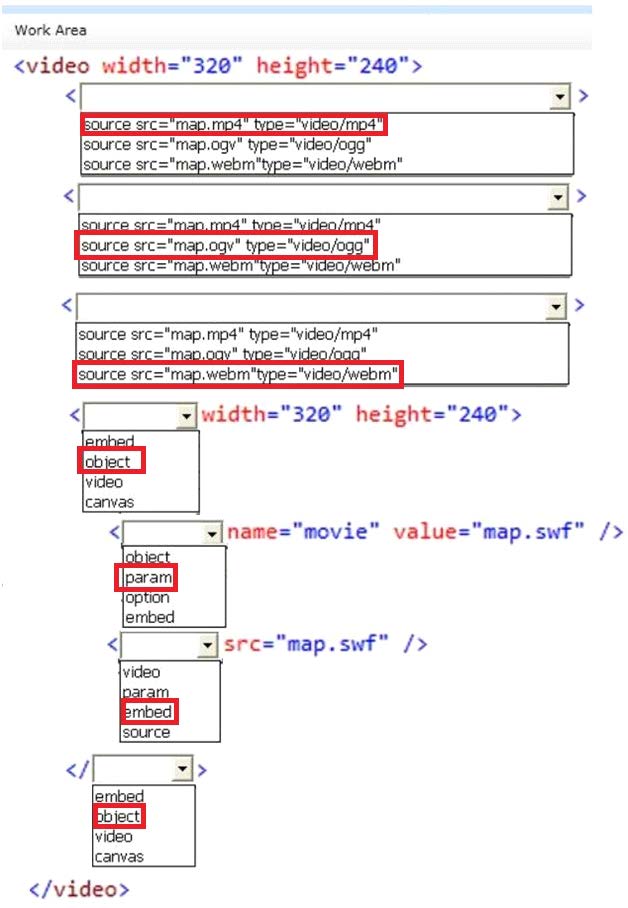 Work Area
<video width="320" height="240">
< >
source src="map.mp4" type="video/mp4"
source src="map.ogv" type="video/ogg"
source src="map.webm"type="video/webm"
< >
source src="map.mp4" type="video/mp4"
source src="map.ogv" type="video/ogg"
source src="map.webm"type="video/webm"
< >
source src="map.mp4" type="video/mp4"
source src="map.ogv" type="video/ogg"
source src="map.webm"type="video/webm"
< width="320" height="240">
embed
object
video
canvas
< name="movie" value="map.swf" />
object
param
option
embed
< src="map.swf" />
video
param
embed
source
</ >
embed
object
video
canvas
</video>